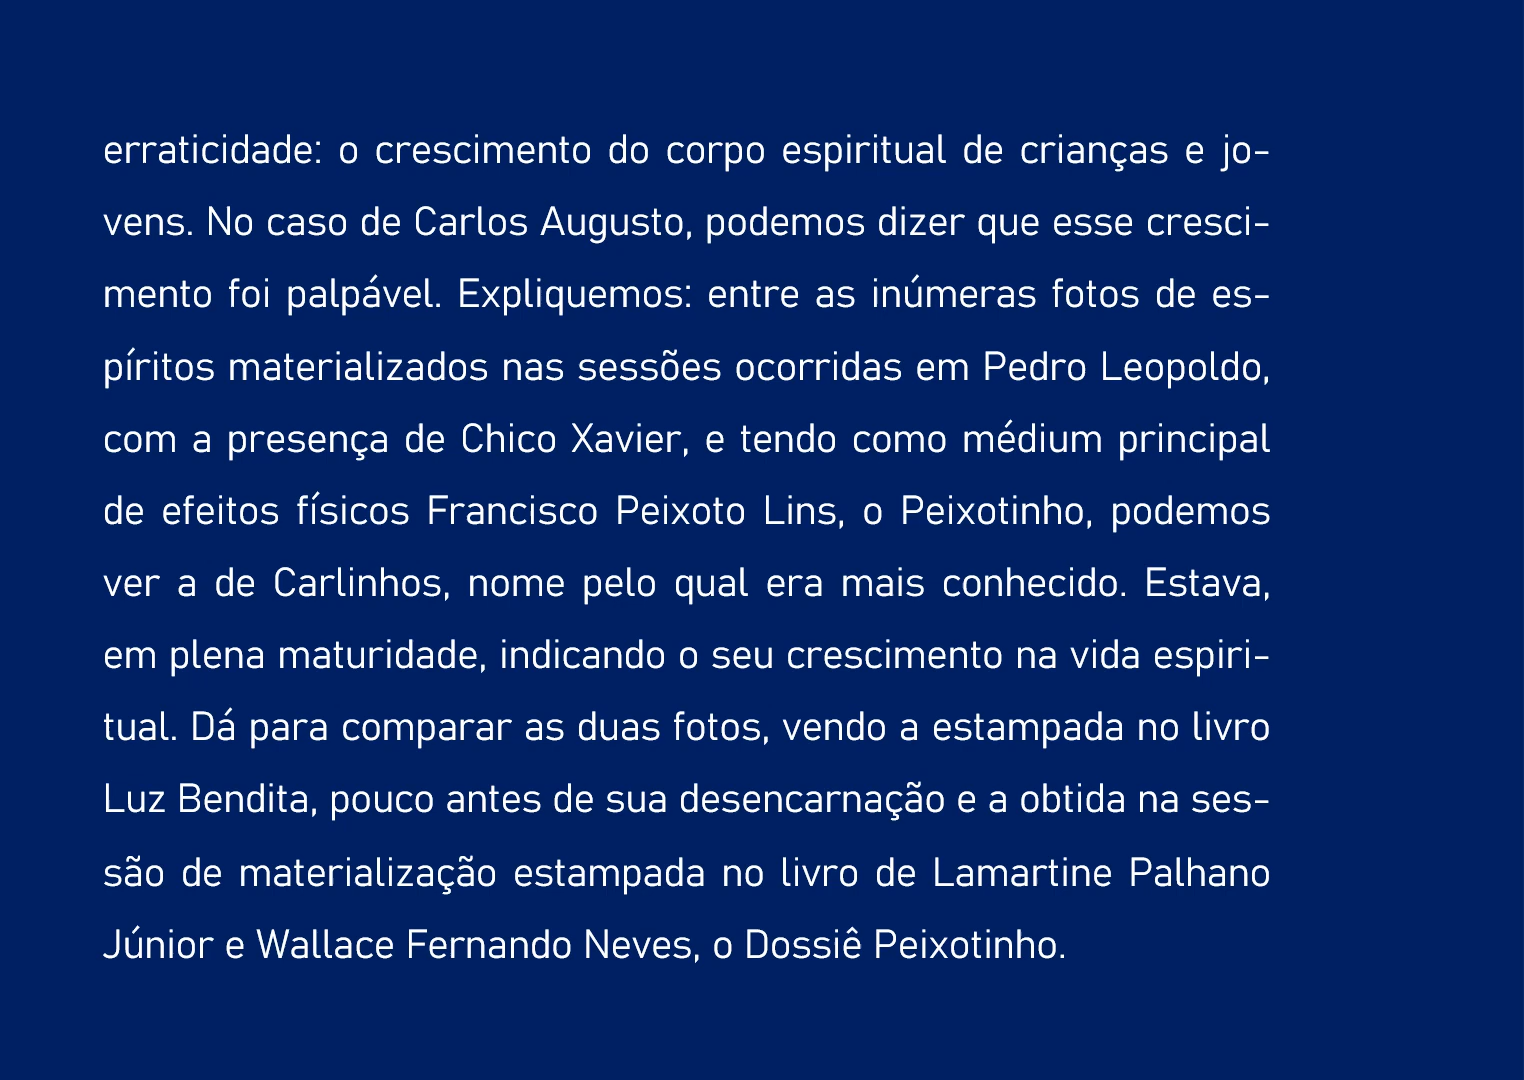 erraticidade: o crescimento do corpo espiritual de crianças e jo-
vens. No caso de Carlos Augusto, podemos dizer que esse cresci-
mento foi palpável. Expliquemos: entre as inúmeras fotos de es-
píritos materializados nas sessões ocorridas em Pedro Leopoldo,
com a presença de Chico Xavier, e tendo como médium principal
de efeitos físicos Francisco Peixoto Lins, o Peixotinho, podemos
ver a de Carlinhos, nome pelo qual era mais conhecido. Estava,
em plena maturidade, indicando o seu crescimento na vida espiri-
tual. Dá para comparar as duas fotos, vendo a estampada no livro
Luz Bendita, pouco antes de sua desencarnação e a obtida na ses-
são de materialização estampada no livro de Lamartine Palhano
Júnior e Wallace Fernando Neves, o Dossiê Peixotinho.